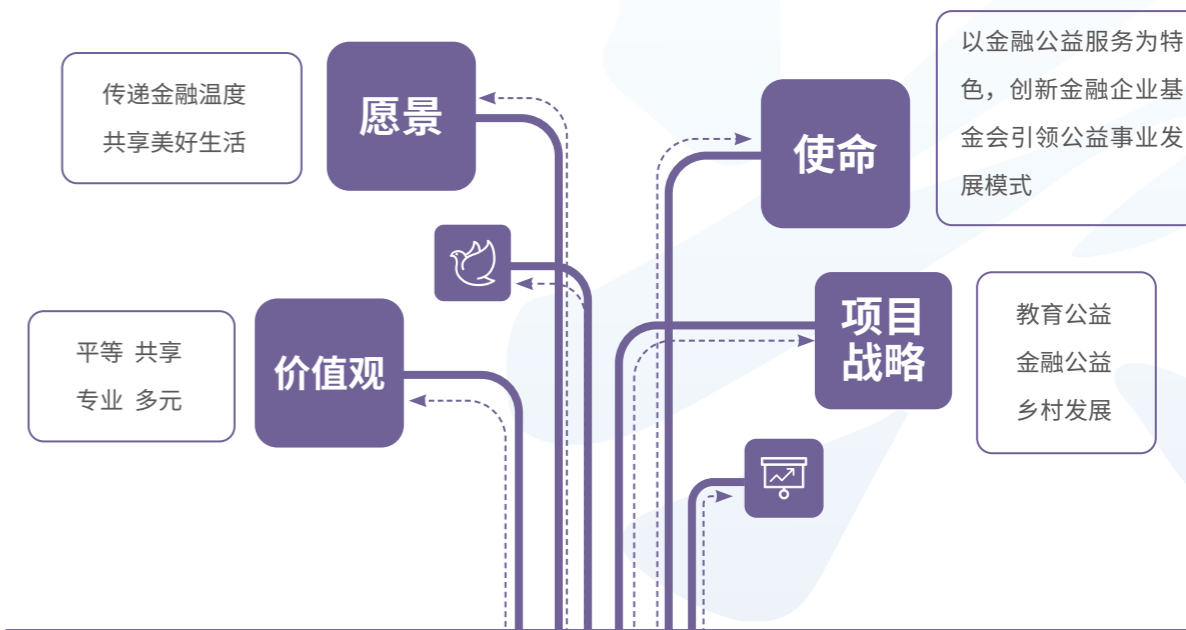 愿景
传递金融温度
共享美好生活
使命
以金融公益服务为特
色，创新金融企业基
金会引领公益事业发
展模式
价值观
平等 共享
专业 多元
项目
战略
教育公益
金融公益
乡村发展